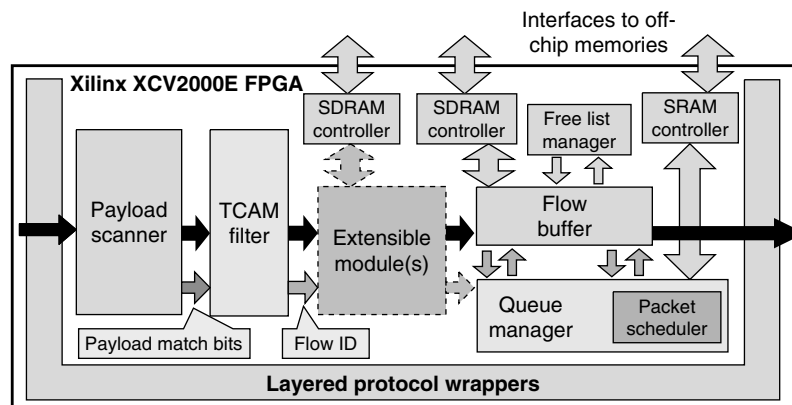 Interfaces to off-
chip memories
Xilinx XCV2000E FPGA
SDRAM
controller
SDRAM
controller
Free list
manager
SRAM
controller
Payload
scanner
TCAM
filter
Extensible
module(s)
Flow
buffer
Queue
manager
Packet
scheduler
Payload match bits
Flow ID
Layered protocol wrappers